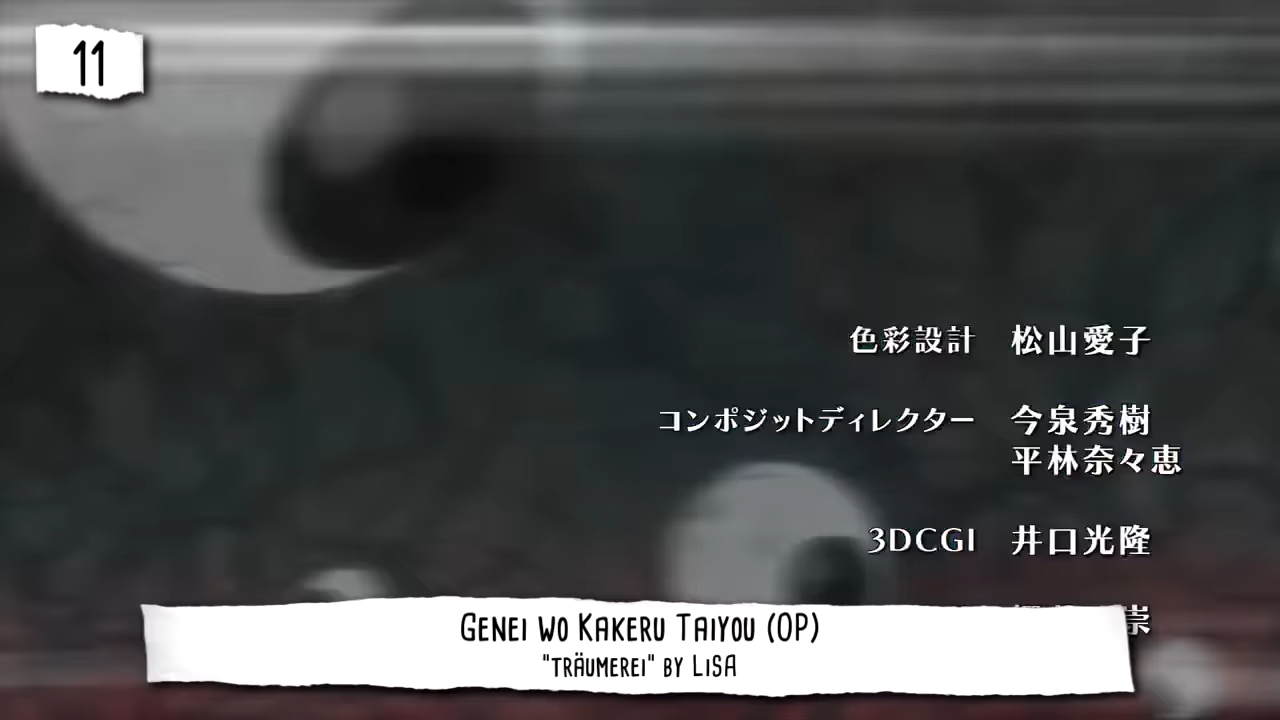 11
色彩設計 松山愛子
コンポジットディレクター 今泉秀樹
平林奈々恵
3DCGI 井口光隆
崇
GENEI WO KAKERU TAIYOU (OP)
"TRÄUMEREI" BY LiSA